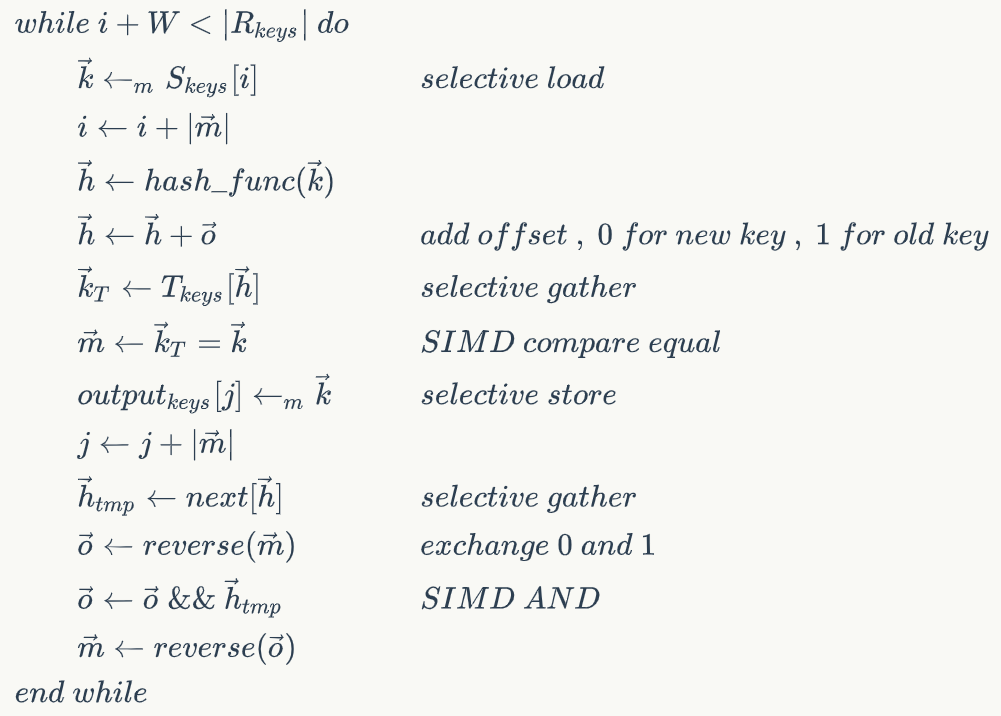 while i + W < |R_keys| do
k⃗ ←_m S_keys[i] selective load
i ← i + |m⃗|
h⃗ ← hash_func(k⃗)
h⃗ ← h⃗ + o⃗ add offset , 0 for new key , 1 for old key
k⃗_T ← T_keys[h⃗] selective gather
m⃗ ← k⃗_T = k⃗ SIMD compare equal
output_keys[j] ←_m k⃗ selective store
j ← j + |m⃗|
h⃗_tmp ← next[h⃗] selective gather
o⃗ ← reverse(m⃗) exchange 0 and 1
o⃗ ← o⃗ && h⃗_tmp SIMD AND
m⃗ ← reverse(o⃗)
end while